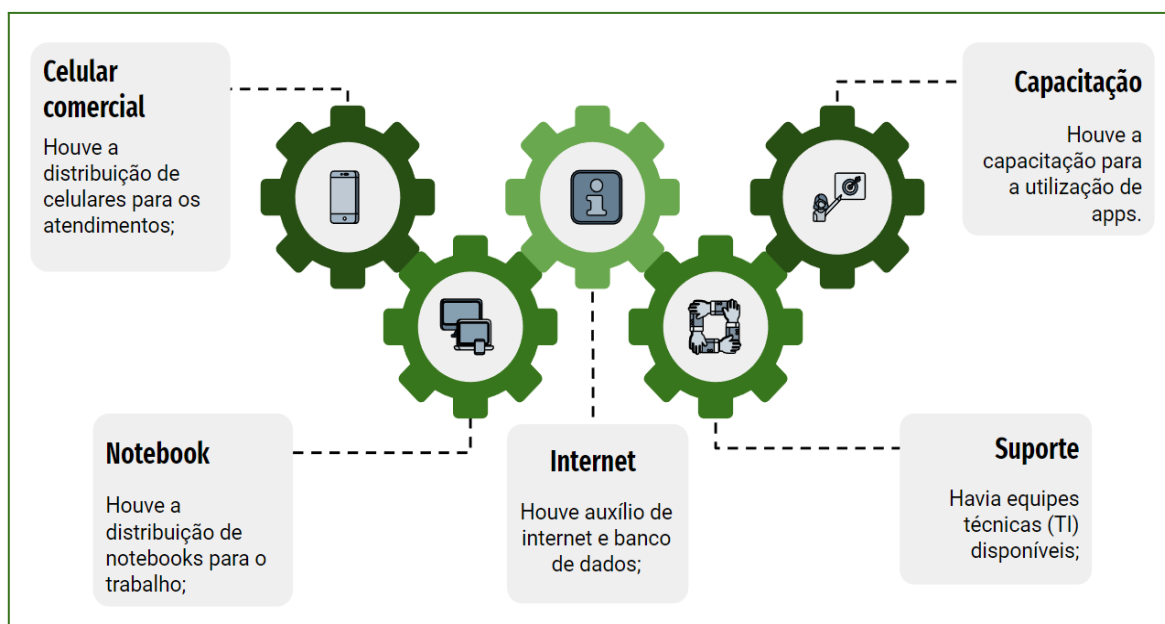 Celular
comercial
Houve a
distribuição de
celulares para os
atendimentos;
Capacitação
Houve a
capacitação para
a utilização de
apps.
Notebook
Houve a
distribuição de
notebooks para o
trabalho;
Internet
Houve auxílio de
internet e banco
de dados;
Suporte
Havia equipes
técnicas (TI)
disponíveis;